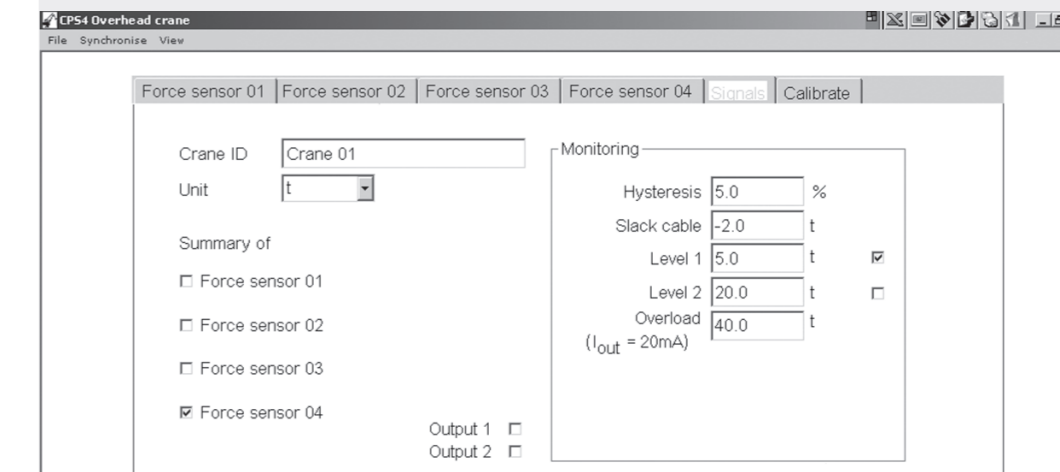 CPS4 Overhead crane
File Synchronise View
Force sensor 01 Force sensor 02 Force sensor 03 Force sensor 04 Signals Calibrate
Crane ID Crane 01
Unit t
Summary of
Force sensor 01
Force sensor 02
Force sensor 03
Force sensor 04
Output 1
Output 2
Monitoring
Hysteresis 5.0 %
Slack cable -2.0 t
Level 1 5.0 t
Level 2 20.0 t
Overload 40.0 t
(Iout = 20mA)